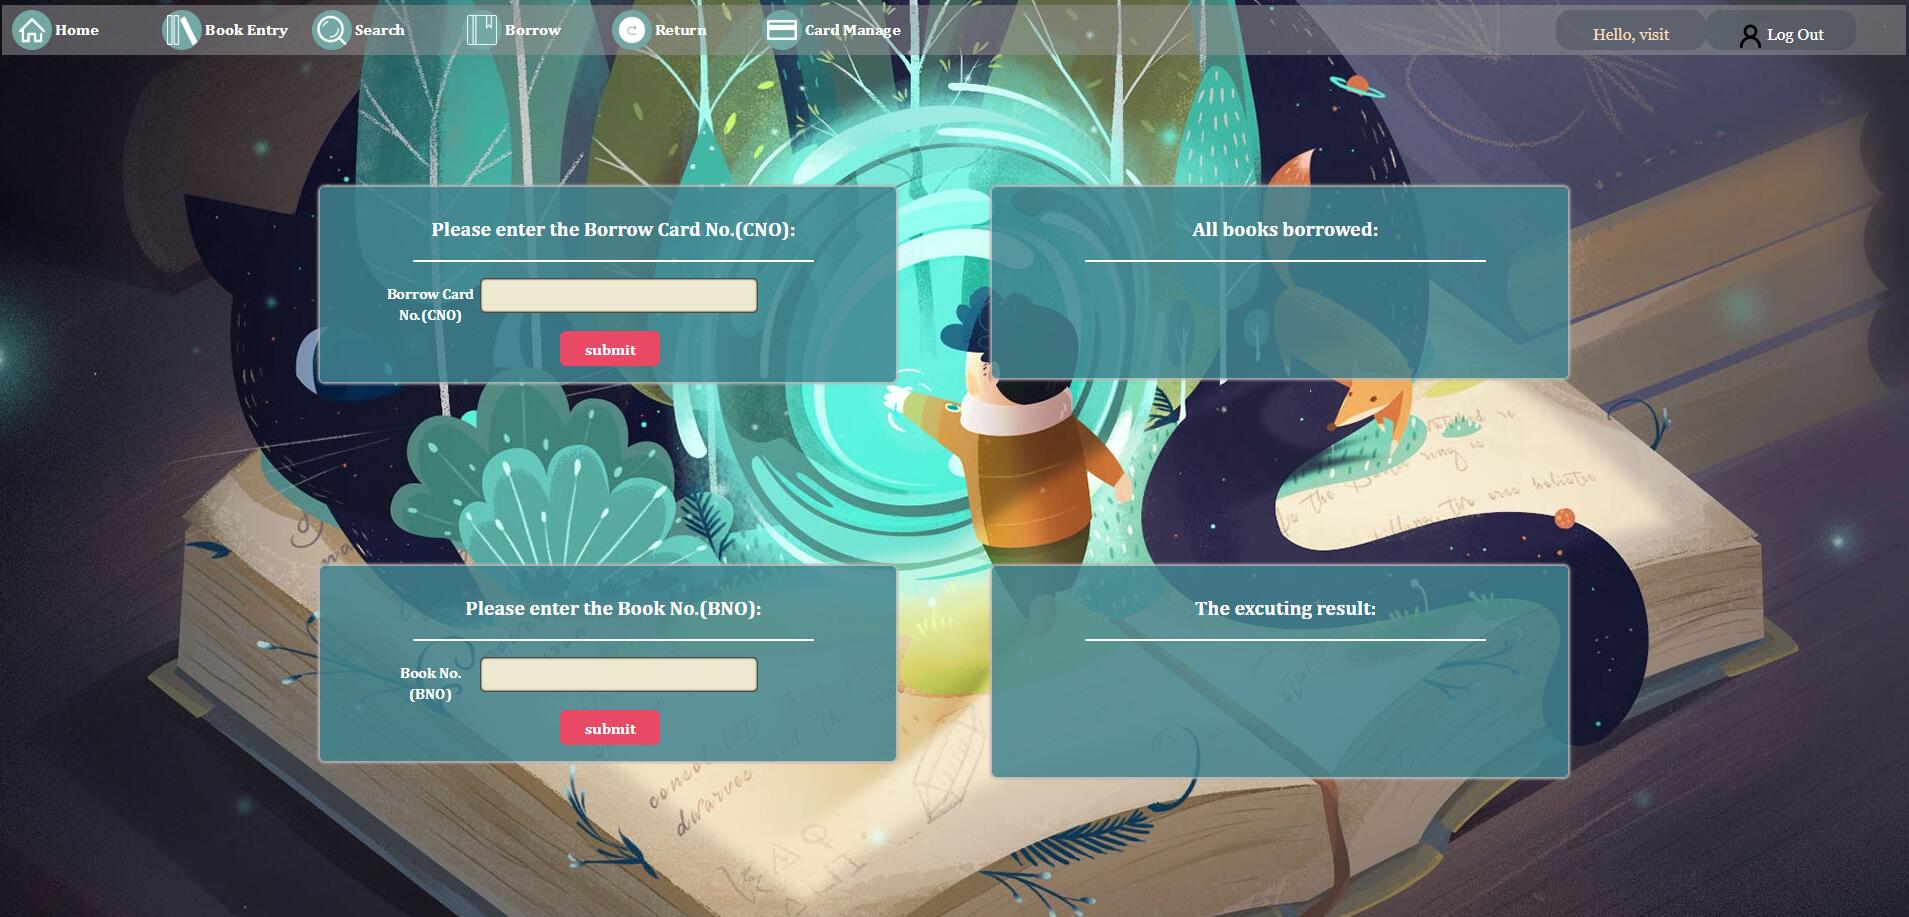 Home Book Entry Search Borrow Return Card Manage Hello, visit Log Out
Please enter the Borrow Card No.(CNO):
Borrow Card
No.(CNO)
submit
All books borrowed:
Please enter the Book No.(BNO):
Book No.
(BNO)
submit
The excuting result: